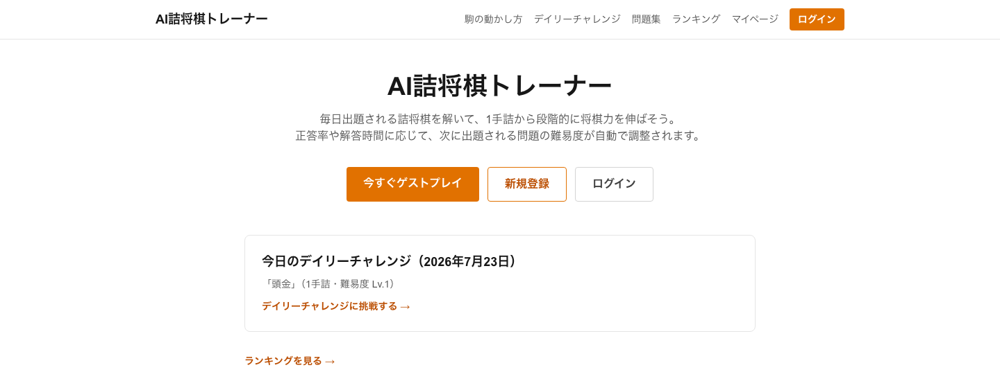 AI詰将棋トレーナー
駒の動かし方 デイリーチャレンジ 問題集 ランキング マイページ ログイン
AI詰将棋トレーナー
毎日出題される詰将棋を解いて、1手詰から段階的に将棋力を伸ばそう。
正答率や解答時間に応じて、次に出題される問題の難易度が自動で調整されます。
今すぐゲストプレイ 新規登録 ログイン
今日のデイリーチャレンジ（2026年7月23日）
「頭金」（1手詰・難易度 Lv.1）
デイリーチャレンジに挑戦する →
ランキングを見る →